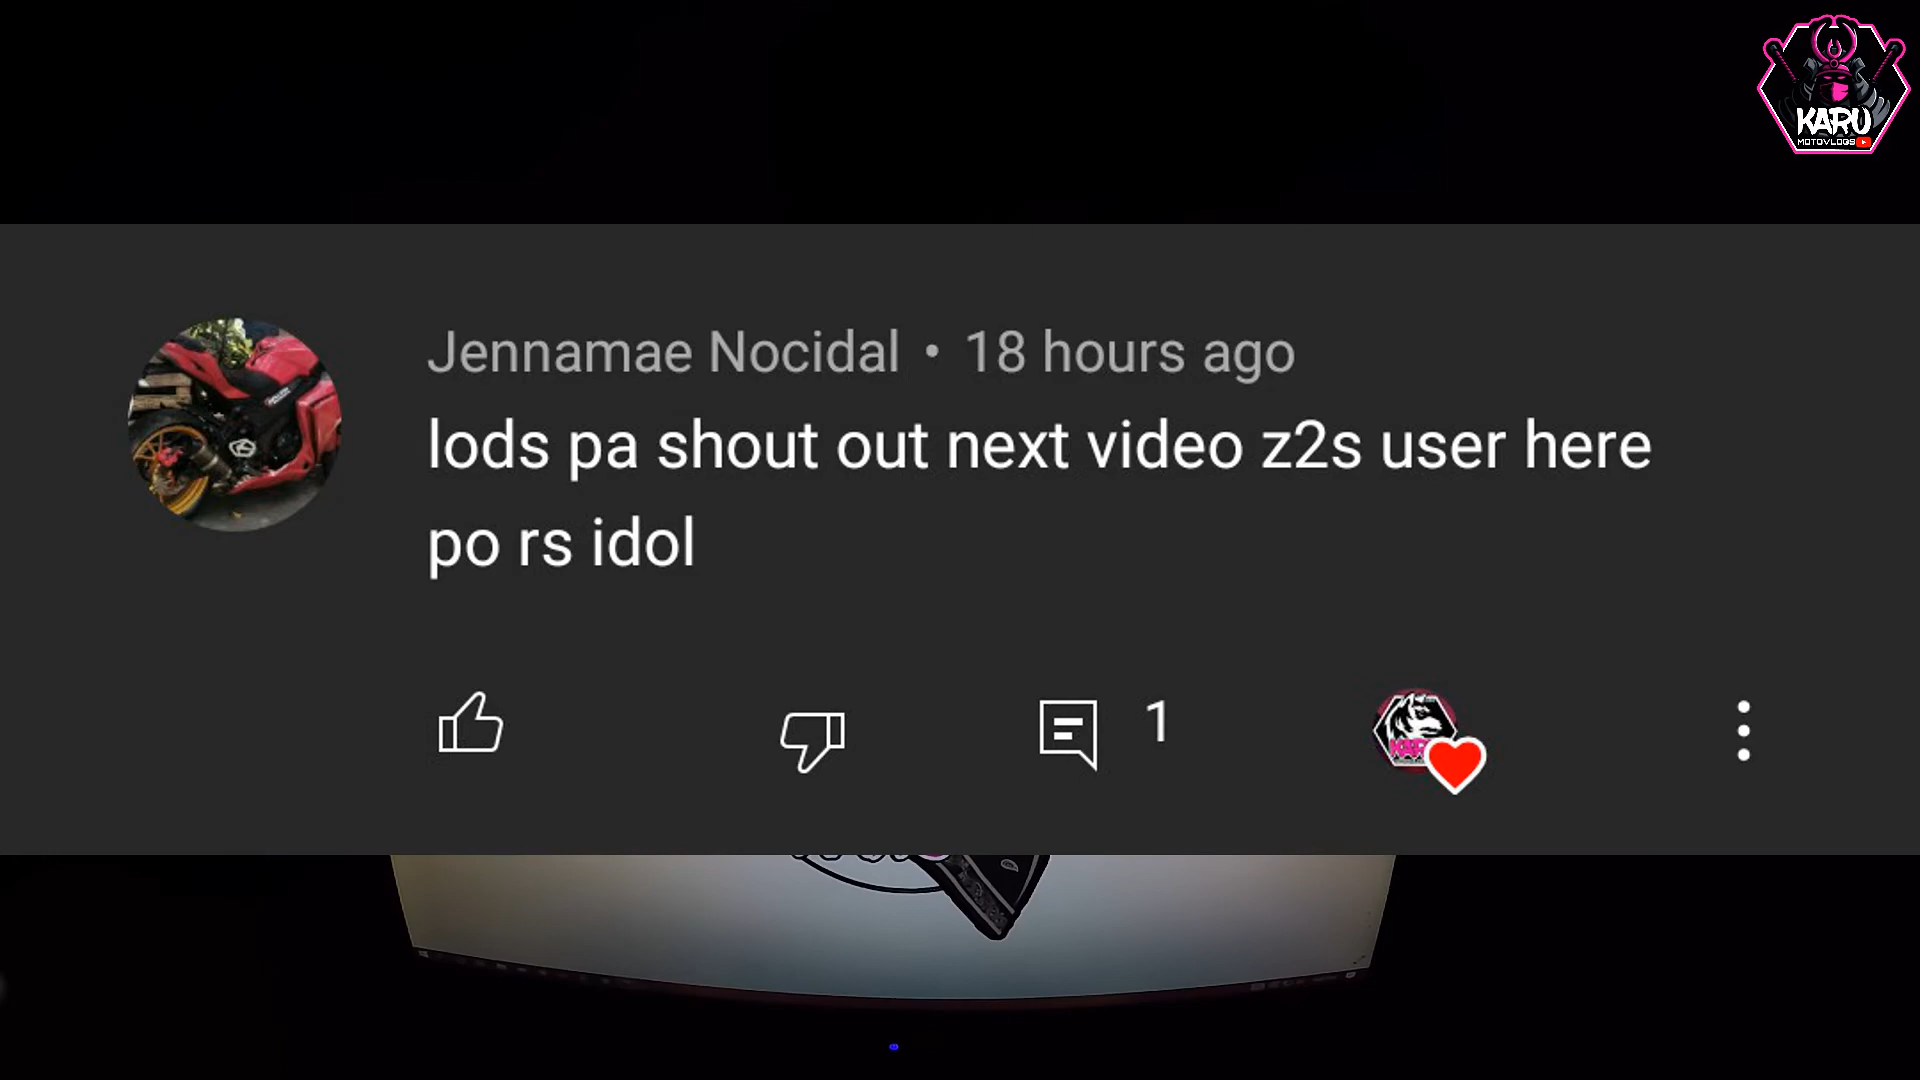 KARU
MOTOVLOGS
Jennamae Nocidal • 18 hours ago
lods pa shout out next video z2s user here
po rs idol
1